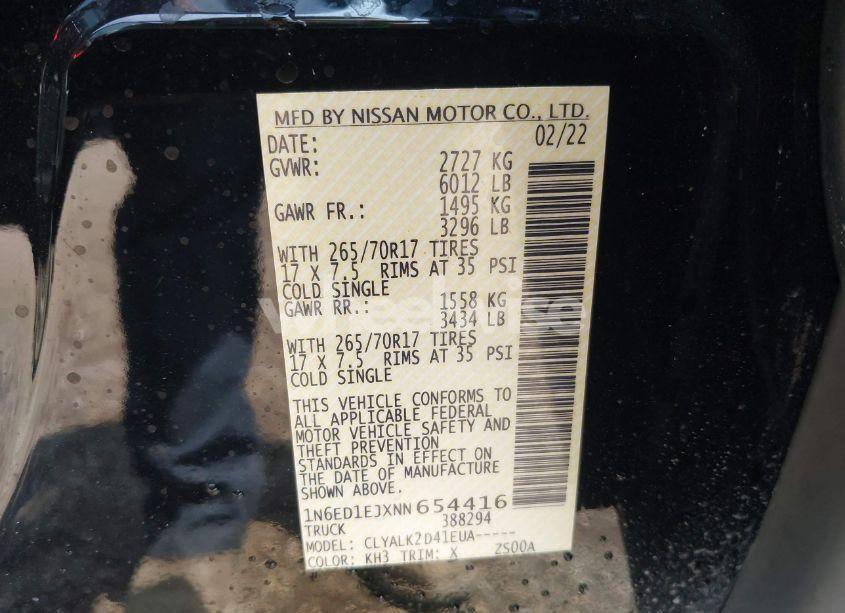 MFD BY NISSAN MOTOR CO., LTD.
DATE: 02/22
GVWR: 2727 KG
6012 LB
GAWR FR.: 1495 KG
3296 LB
WITH 265/70R17 TIRES
17 X 7.5 RIMS AT 35 PSI
COLD SINGLE
GAWR RR.: 1558 KG
3434 LB
WITH 265/70R17 TIRES
17 X 7.5 RIMS AT 35 PSI
COLD SINGLE
THIS VEHICLE CONFORMS TO
ALL APPLICABLE FEDERAL
MOTOR VEHICLE SAFETY AND
THEFT PREVENTION
STANDARDS IN EFFECT ON
THE DATE OF MANUFACTURE
SHOWN ABOVE.
1N6ED1EJXNN654416
TRUCK 388294
MODEL: CLYALK2D41EUA-----
COLOR: KH3 TRIM: X ZS00A